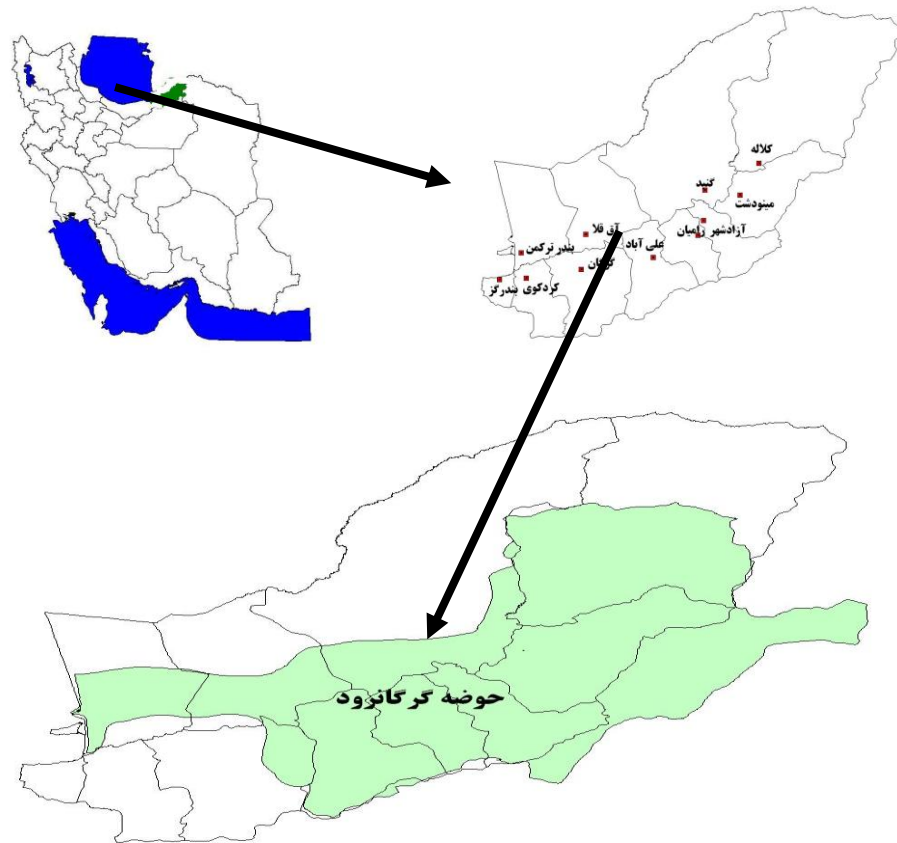 کلاله
گنبد
مینودشت
آزادشهر رامیان
آق قلا
علی آباد
بندر ترکمن
گرگان
بندرگز کردکوی
حوضه گرگانرود